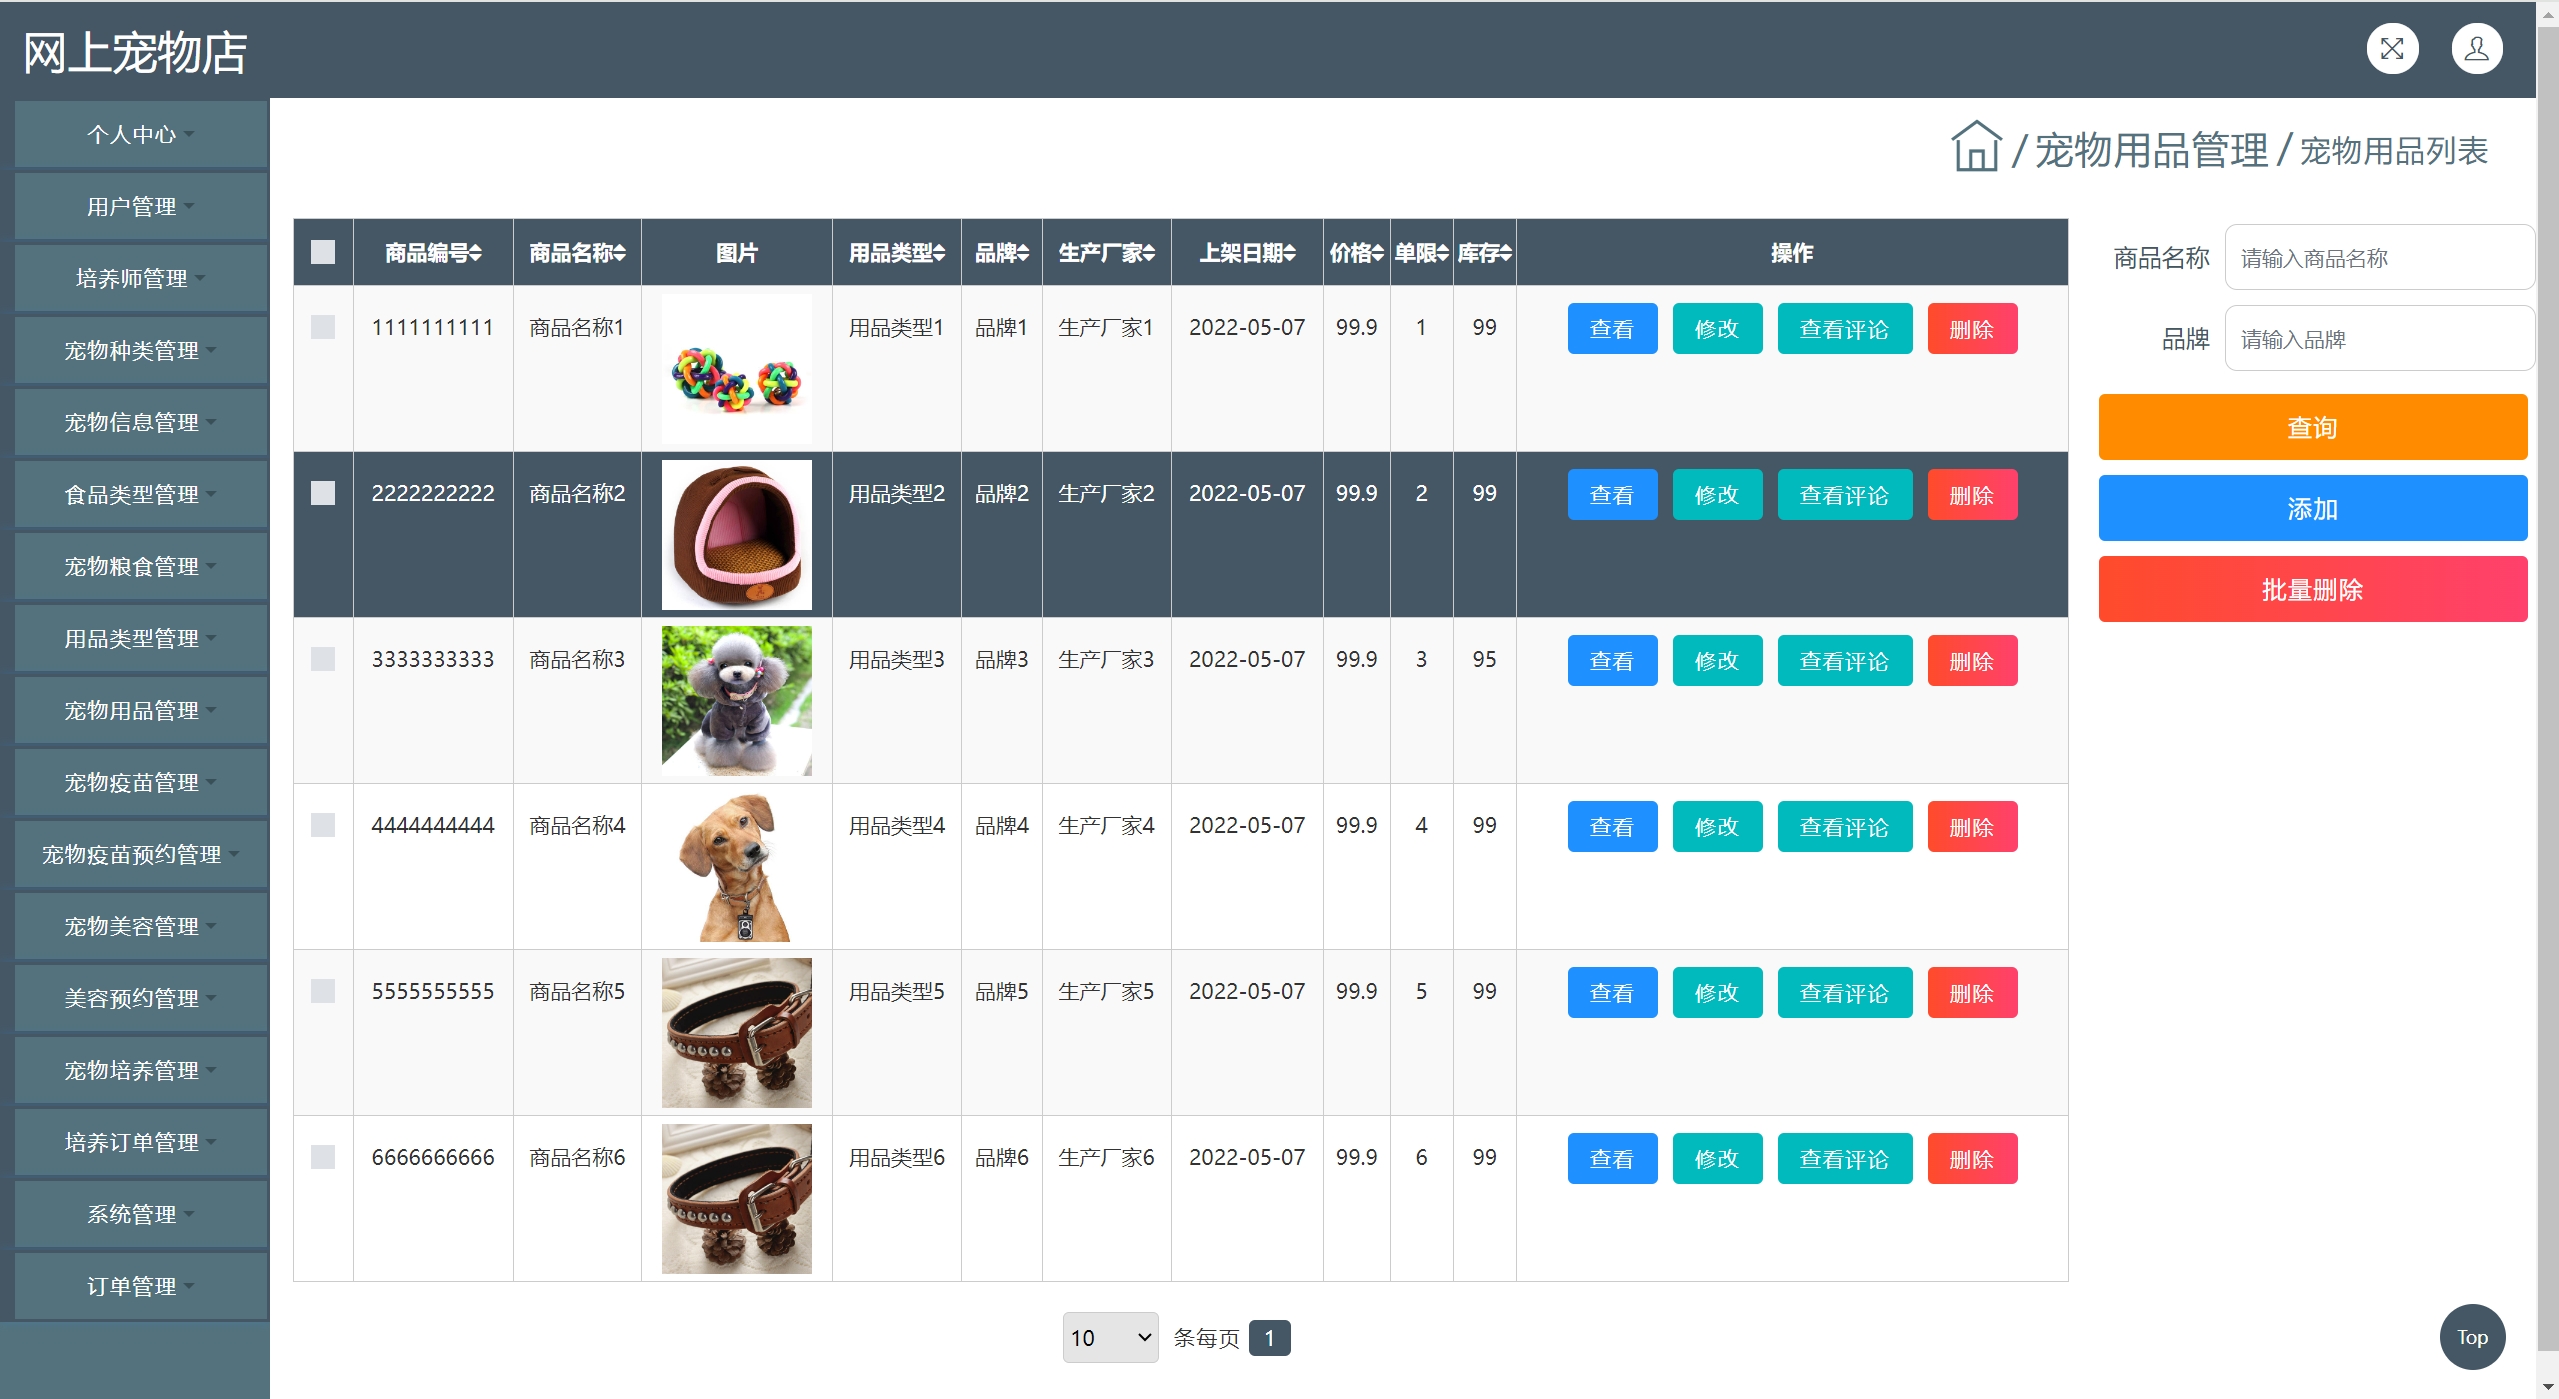 网上宠物店
个人中心
用户管理
培养师管理
宠物种类管理
宠物信息管理
食品类型管理
宠物粮食管理
用品类型管理
宠物用品管理
宠物疫苗管理
宠物疫苗预约管理
宠物美容管理
美容预约管理
宠物培养管理
培养订单管理
系统管理
订单管理
/ 宠物用品管理 / 宠物用品列表
商品编号 商品名称 图片 用品类型 品牌 生产厂家 上架日期 价格 单限 库存 操作
1111111111 商品名称1 用品类型1 品牌1 生产厂家1 2022-05-07 99.9 1 99 查看 修改 查看评论 删除
2222222222 商品名称2 用品类型2 品牌2 生产厂家2 2022-05-07 99.9 2 99 查看 修改 查看评论 删除
3333333333 商品名称3 用品类型3 品牌3 生产厂家3 2022-05-07 99.9 3 95 查看 修改 查看评论 删除
4444444444 商品名称4 用品类型4 品牌4 生产厂家4 2022-05-07 99.9 4 99 查看 修改 查看评论 删除
5555555555 商品名称5 用品类型5 品牌5 生产厂家5 2022-05-07 99.9 5 99 查看 修改 查看评论 删除
6666666666 商品名称6 用品类型6 品牌6 生产厂家6 2022-05-07 99.9 6 99 查看 修改 查看评论 删除
10 条每页 1
商品名称 请输入商品名称
品牌 请输入品牌
查询
添加
批量删除
Top